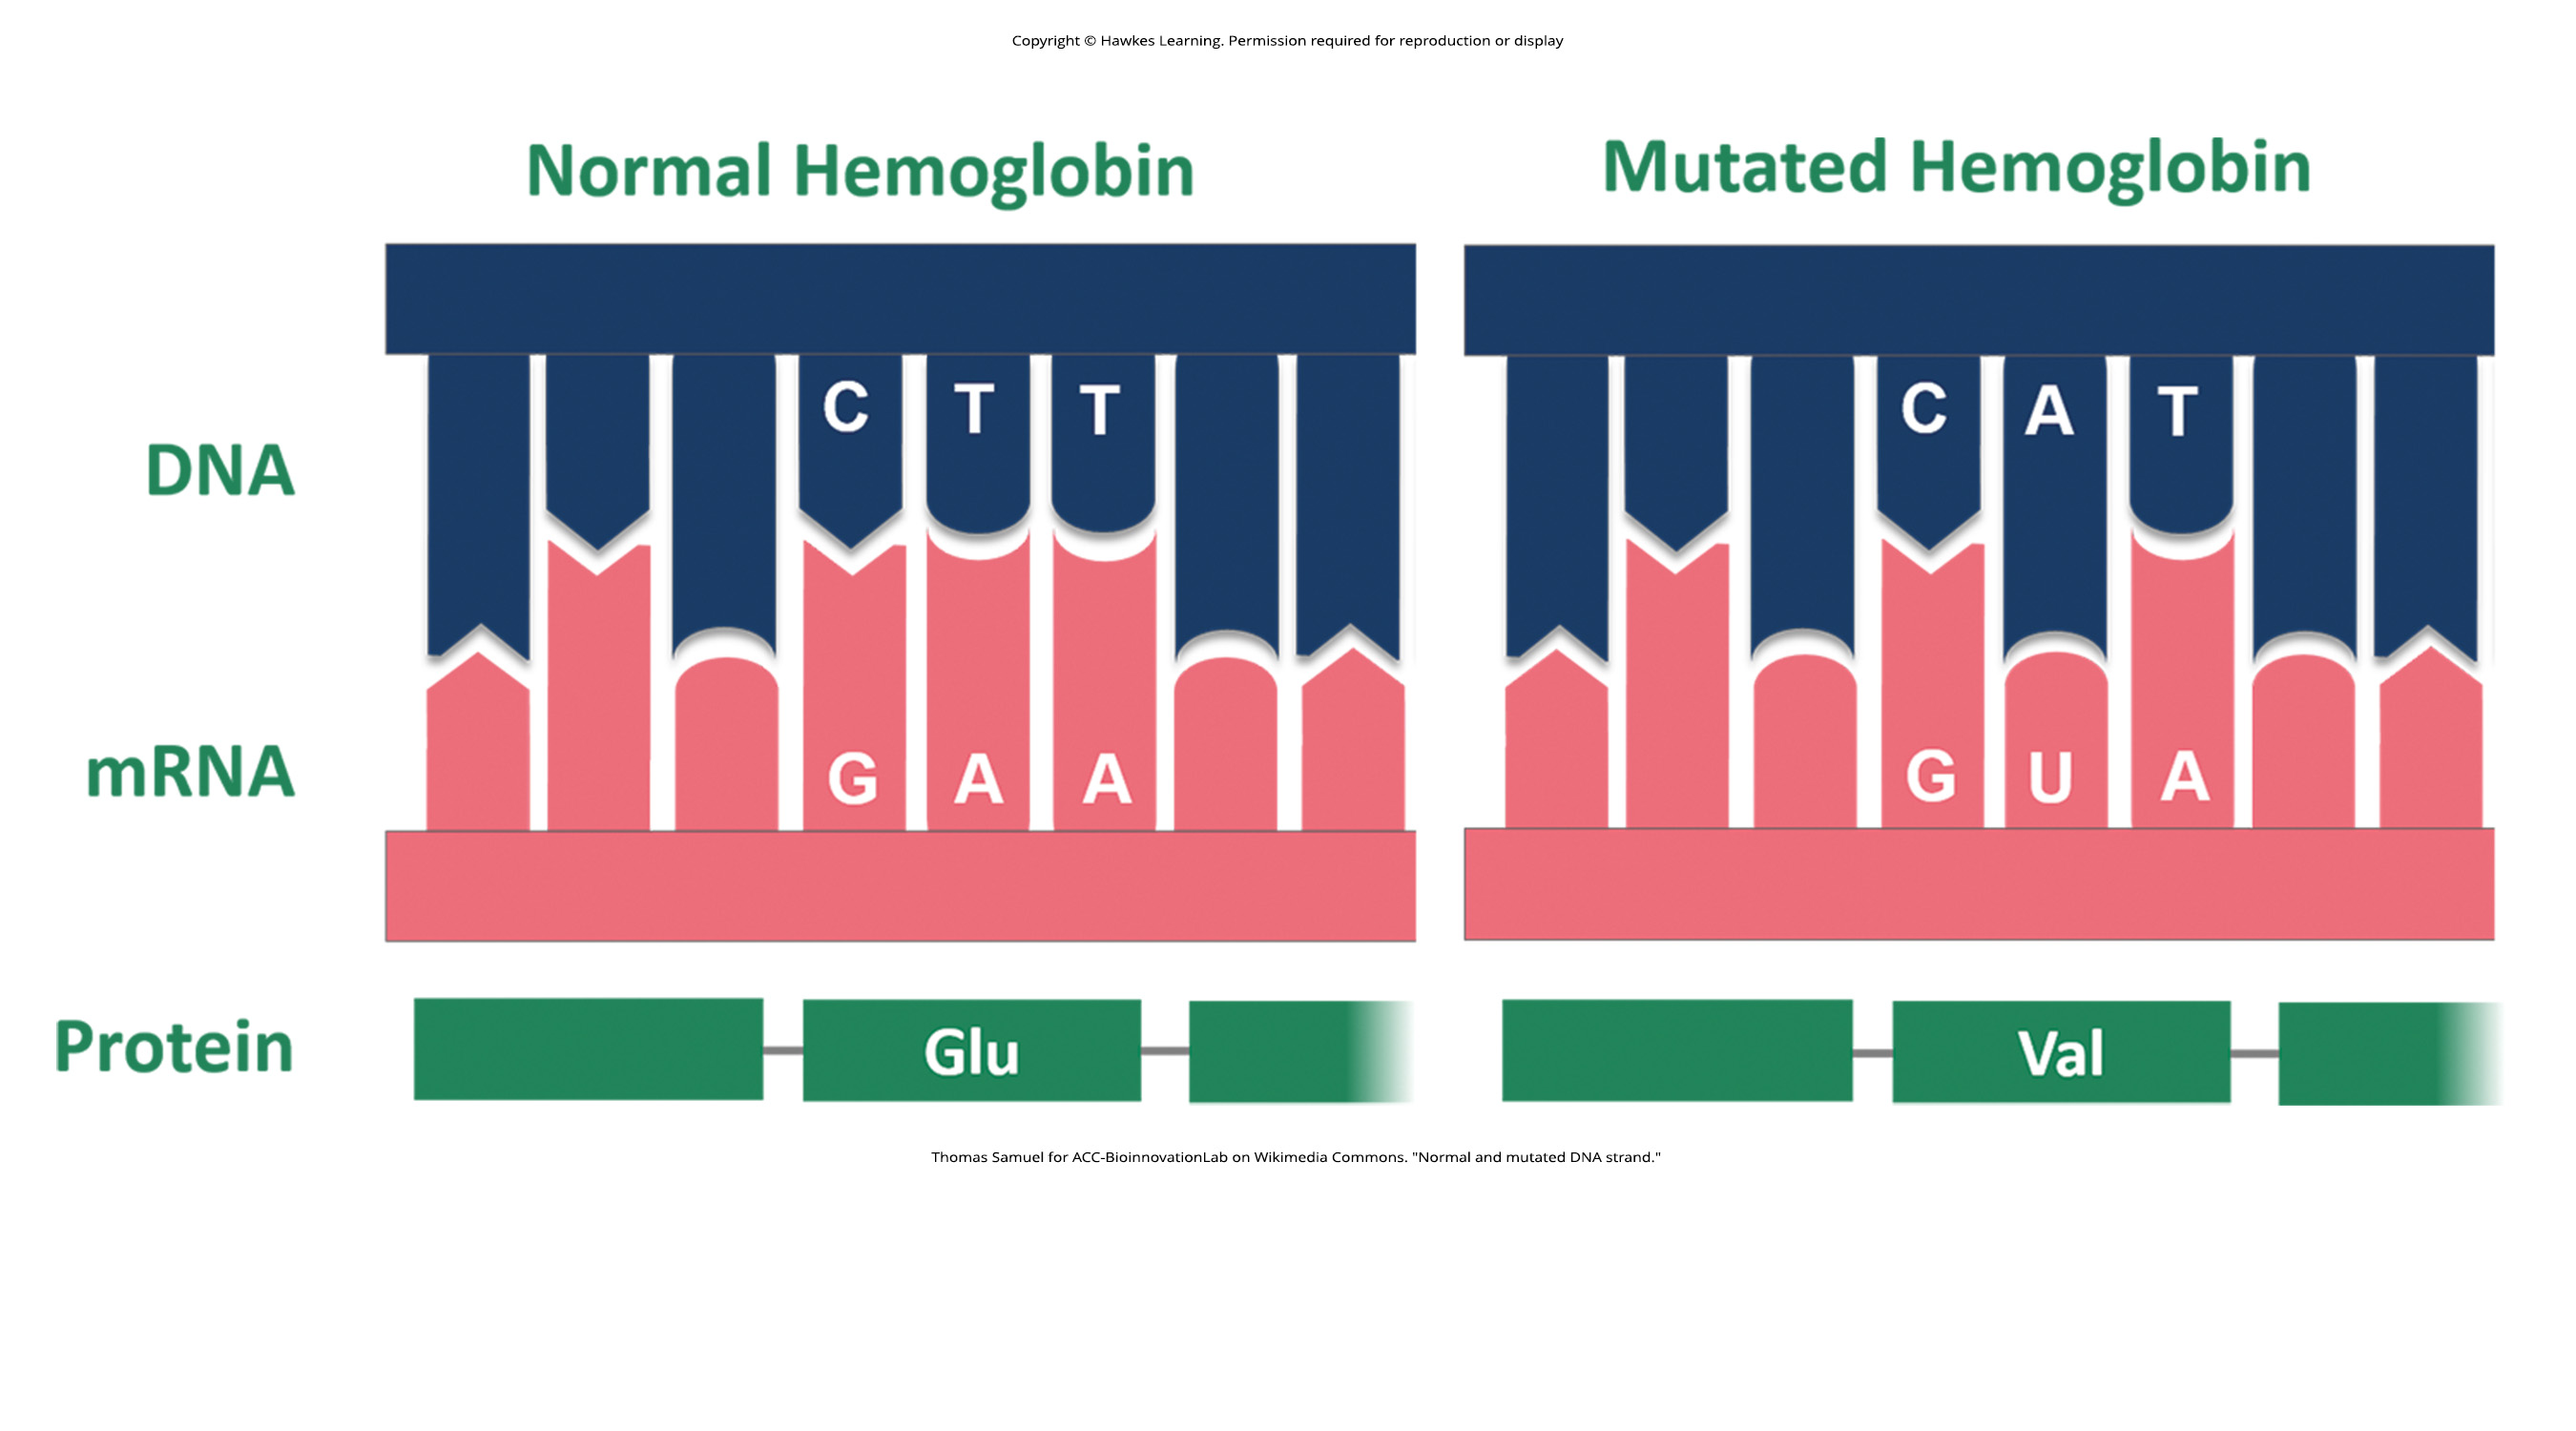 Copyright © Hawkes Learning. Permission required for reproduction or display
Normal Hemoglobin
Mutated Hemoglobin
DNA
C T T
C A T
mRNA
G A A
G U A
Protein
Glu
Val
Thomas Samuel for ACC-BioinnovationLab on Wikimedia Commons. "Normal and mutated DNA strand."